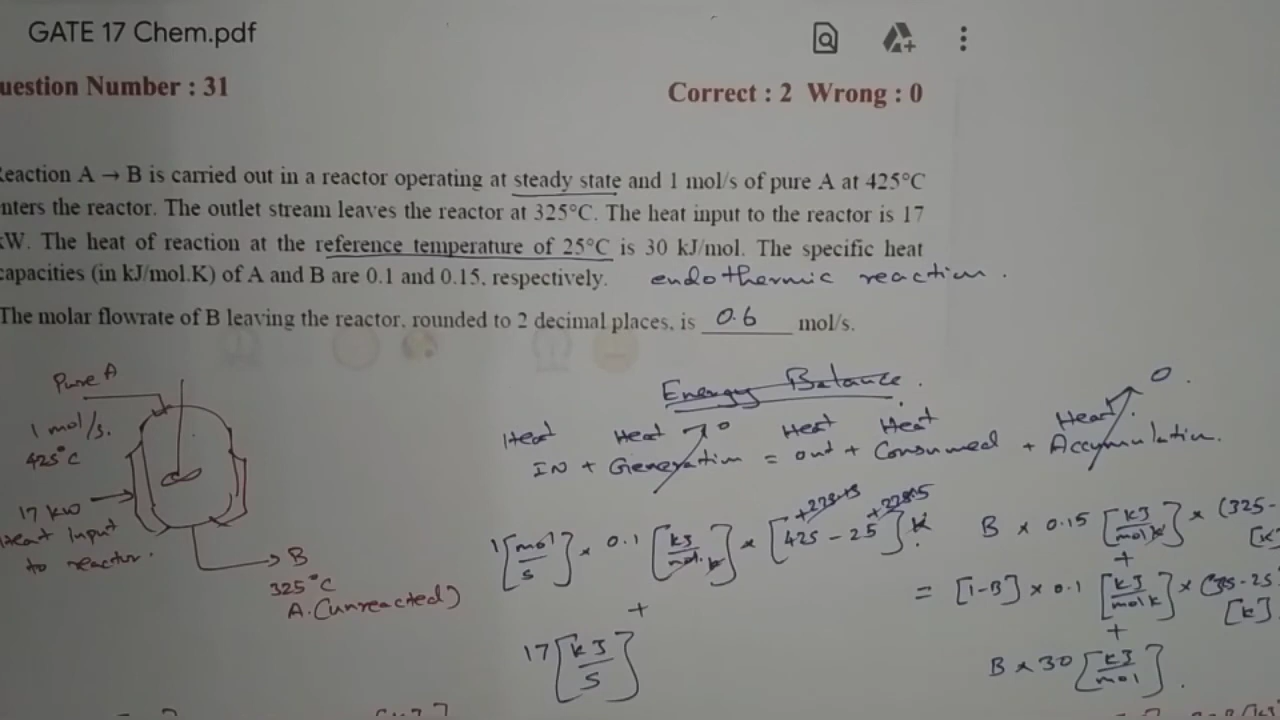 GATE 17 Chem.pdf
uestion Number : 31
Correct : 2 Wrong : 0
Reaction A → B is carried out in a reactor operating at steady state and 1 mol/s of pure A at 425°C
nters the reactor. The outlet stream leaves the reactor at 325°C. The heat input to the reactor is 17
kW. The heat of reaction at the reference temperature of 25°C is 30 kJ/mol. The specific heat
capacities (in kJ/mol.K) of A and B are 0.1 and 0.15, respectively. endothermic reaction.
The molar flowrate of B leaving the reactor, rounded to 2 decimal places, is 0.6 mol/s.
Pure A
1 mol/s.
425°C
17 kW
Heat Input
to reactor.
B
325°C
A.(unreacted)
Energy Balance.
Heat Heat 0 Heat Heat Heat 0.
IN + Generation = out + Consumed + Accumulation.
1 [mol/s] × 0.1 [kJ/mol.k] × [425 - 25] k
+
17 [kJ/s]
B × 0.15 [kJ/mol k] × (325-
[k]
+
= [1-B] × 0.1 [kJ/mol k] × (325-25
[k]
+
B × 30 [kJ/mol].